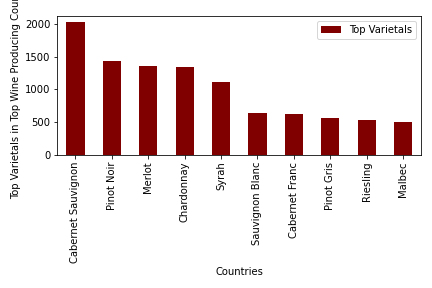 Top Varietals in Top Wine Producing
2000
1500
1000
500
0
Top Varietals
Cabernet Sauvignon
Pinot Noir
Merlot
Chardonnay
Syrah
Sauvignon Blanc
Cabernet Franc
Pinot Gris
Riesling
Malbec
Countries